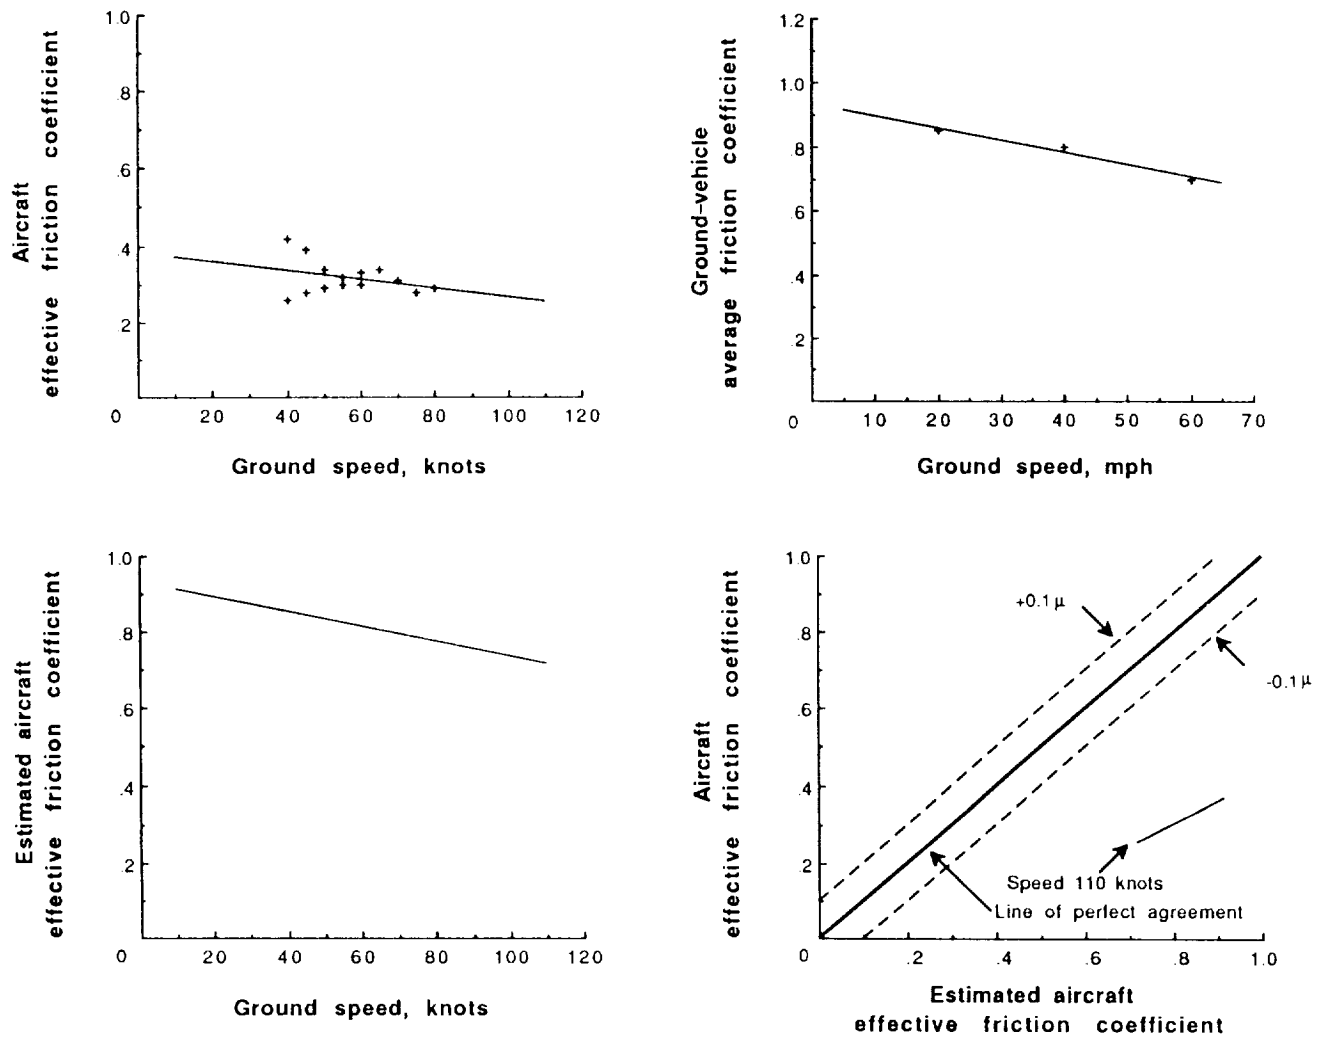 Aircraft
effective friction coefficient
1.0
.8
.6
.4
.2
0
20 40 60 80 100 120
Ground speed, knots
Ground-vehicle
average friction coefficient
1.2
1.0
.8
.6
.4
.2
0
10 20 30 40 50 60 70
Ground speed, mph
Estimated aircraft
effective friction coefficient
1.0
.8
.6
.4
.2
0
20 40 60 80 100 120
Ground speed, knots
Aircraft
effective friction coefficient
1.0
.8
.6
.4
.2
0
+0.1 μ
-0.1 μ
Speed 110 knots
Line of perfect agreement
.2 .4 .6 .8 1.0
Estimated aircraft
effective friction coefficient